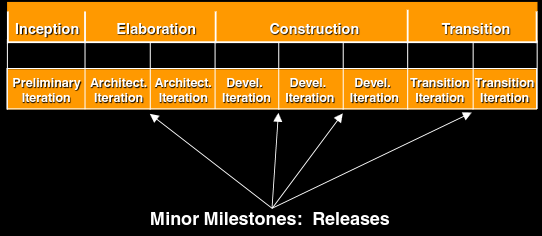 Inception Elaboration Construction Transition
Preliminary Architect. Architect. Devel. Devel. Devel. Transition Transition
Iteration Iteration Iteration Iteration Iteration Iteration Iteration Iteration
Minor Milestones: Releases